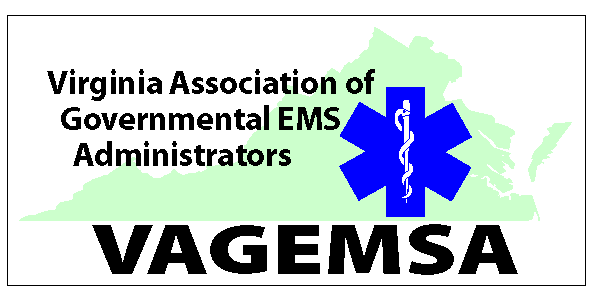 Virginia Association of
Governmental EMS
Administrators
VAGEMSA